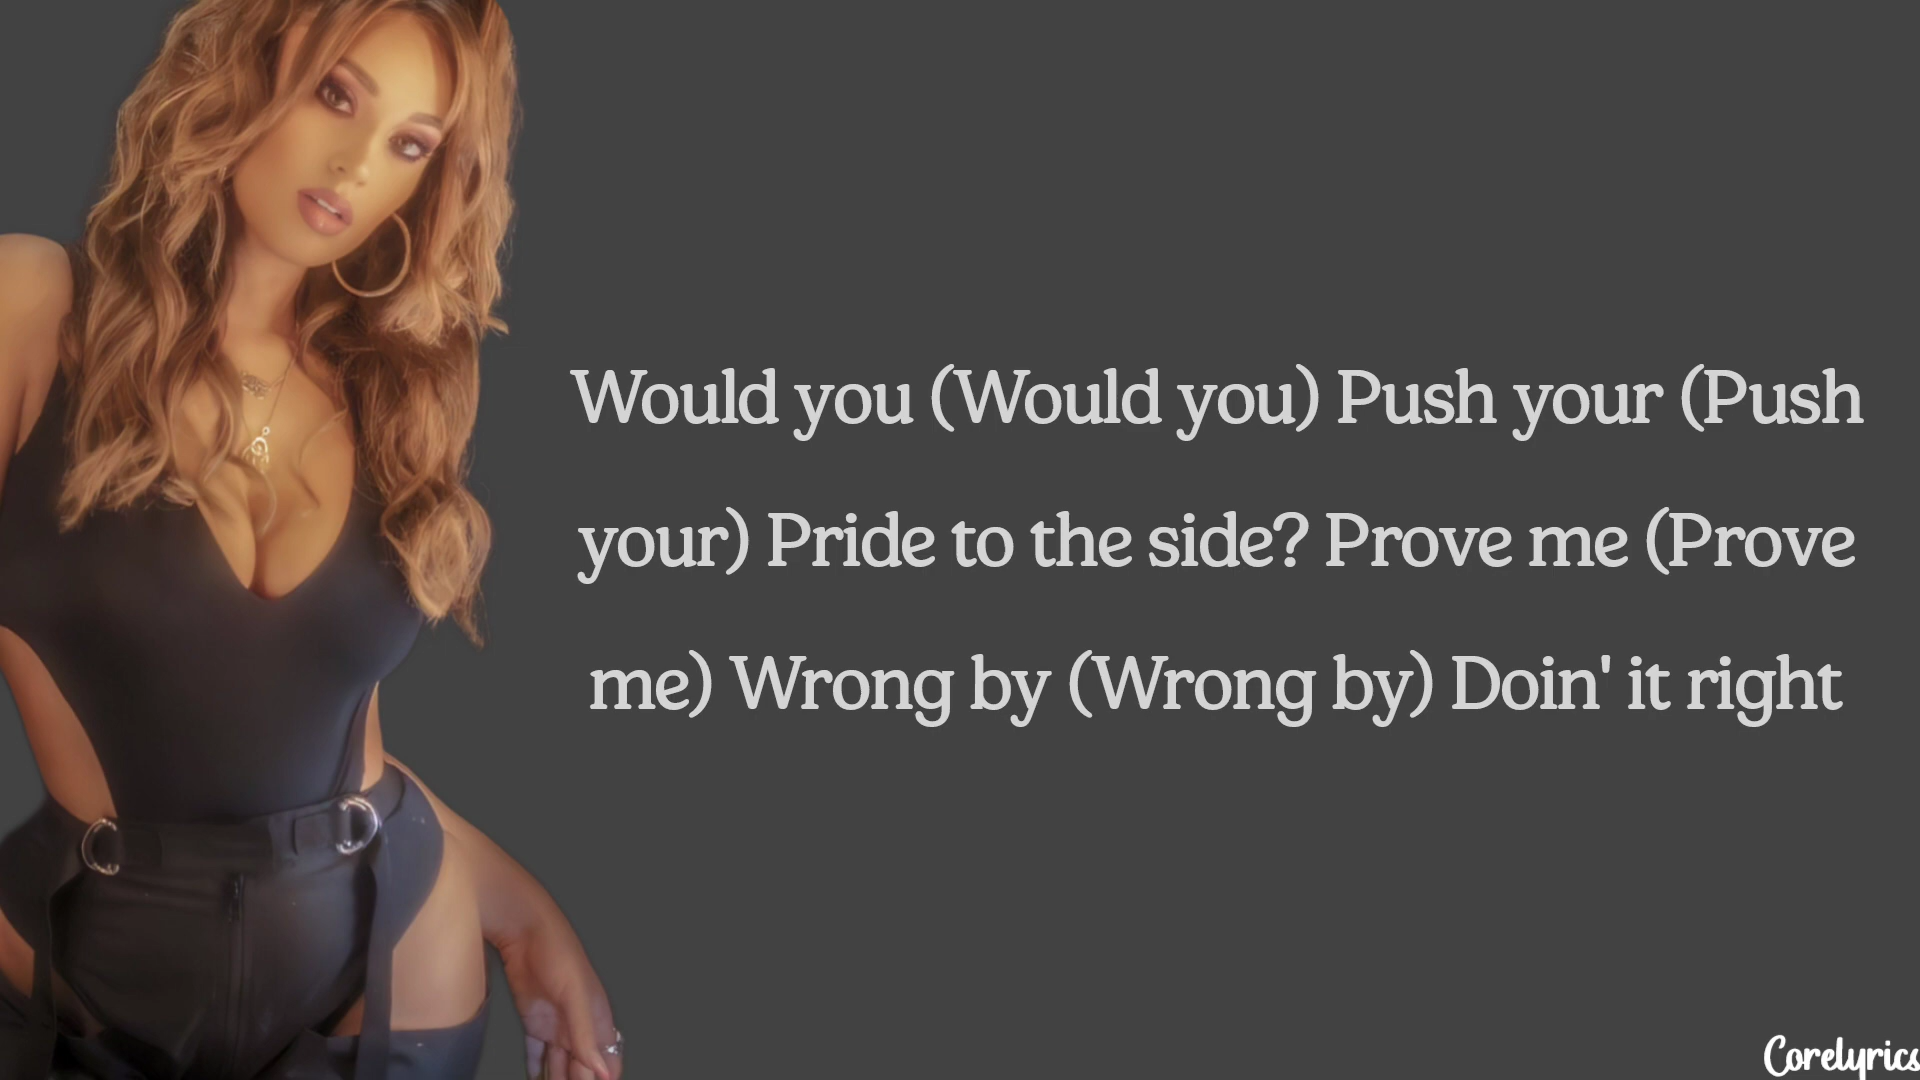 Would you (Would you) Push your (Push
your) Pride to the side? Prove me (Prove
me) Wrong by (Wrong by) Doin' it right
Corelyrics